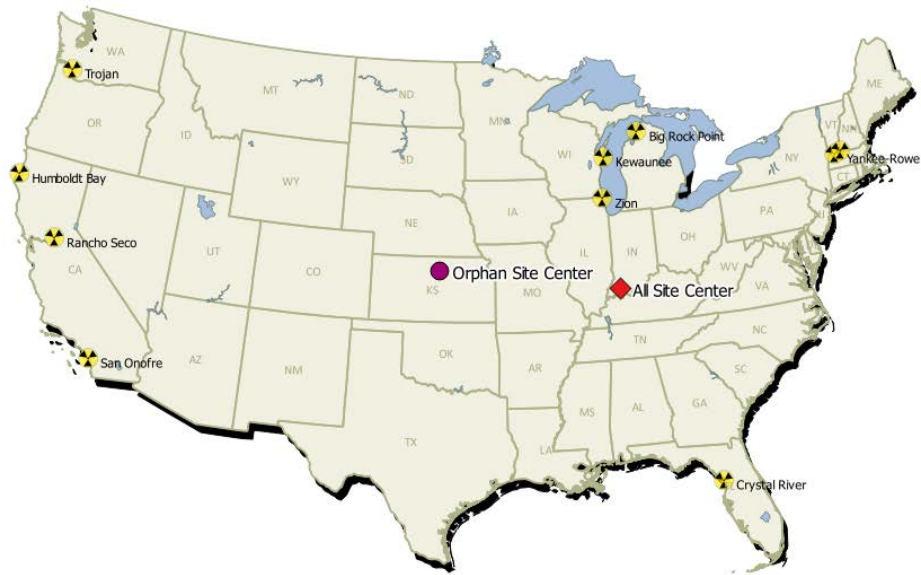 WA
Trojan
MT
ND
MN
ME
OR
ID
SD
WI
Big Rock Point
VT
NH
Kewaunee
NY
Yankee-Rowe
Humboldt Bay
WY
CT
Zion
IA
PA
NJ
Rancho Seco
NE
UT
IL
IN
OH
CA
CO
Orphan Site Center
KS
MO
All Site Center
WV
VA
San Onofre
AZ
NM
OK
AR
TN
NC
SC
TX
LA
MS
AL
GA
Crystal River
FL